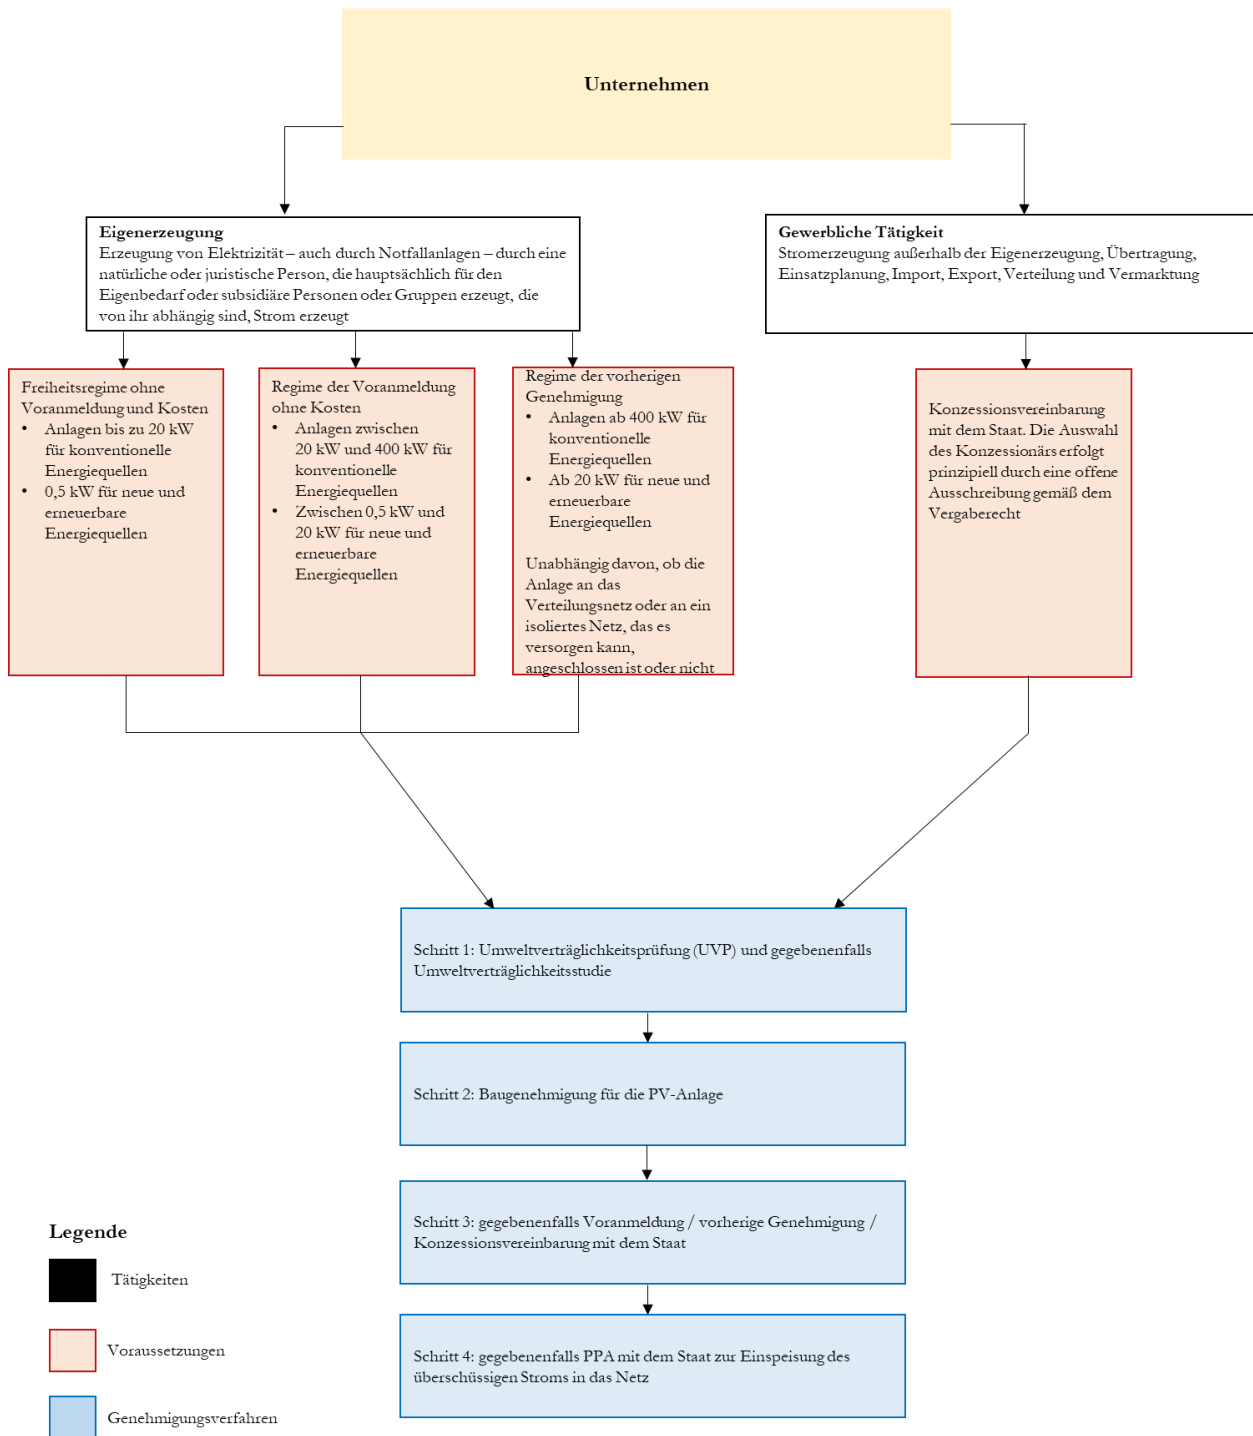 Unternehmen
Eigenerzeugung
Erzeugung von Elektrizität – auch durch Notfallanlagen – durch eine
natürliche oder juristische Person, die hauptsächlich für den
Eigenbedarf oder subsidiäre Personen oder Gruppen erzeugt, die
von ihr abhängig sind, Strom erzeugt
Gewerbliche Tätigkeit
Stromerzeugung außerhalb der Eigenerzeugung, Übertragung,
Einsatzplanung, Import, Export, Verteilung und Vermarktung
Freiheitsregime ohne
Voranmeldung und Kosten
• Anlagen bis zu 20 kW
für konventionelle
Energiequellen
• 0,5 kW für neue und
erneuerbare
Energiequellen
Regime der Voranmeldung
ohne Kosten
• Anlagen zwischen
20 kW und 400 kW für
konventionelle
Energiequellen
• Zwischen 0,5 kW und
20 kW für neue und
erneuerbare
Energiequellen
Regime der vorherigen
Genehmigung
• Anlagen ab 400 kW für
konventionelle
Energiequellen
• Ab 20 kW für neue und
erneuerbare
Energiequellen
Unabhängig davon, ob die
Anlage an das
Verteilungsnetz oder an ein
isoliertes Netz, das es
versorgen kann,
angeschlossen ist oder nicht
Konzessionsvereinbarung
mit dem Staat. Die Auswahl
des Konzessionärs erfolgt
prinzipiell durch eine offene
Ausschreibung gemäß dem
Vergaberecht
Schritt 1: Umweltverträglichkeitsprüfung (UVP) und gegebenenfalls
Umweltverträglichkeitsstudie
Schritt 2: Baugenehmigung für die PV-Anlage
Schritt 3: gegebenenfalls Voranmeldung / vorherige Genehmigung /
Konzessionsvereinbarung mit dem Staat
Schritt 4: gegebenenfalls PPA mit dem Staat zur Einspeisung des
überschüssigen Stroms in das Netz
Legende
Tätigkeiten
Voraussetzungen
Genehmigungsverfahren